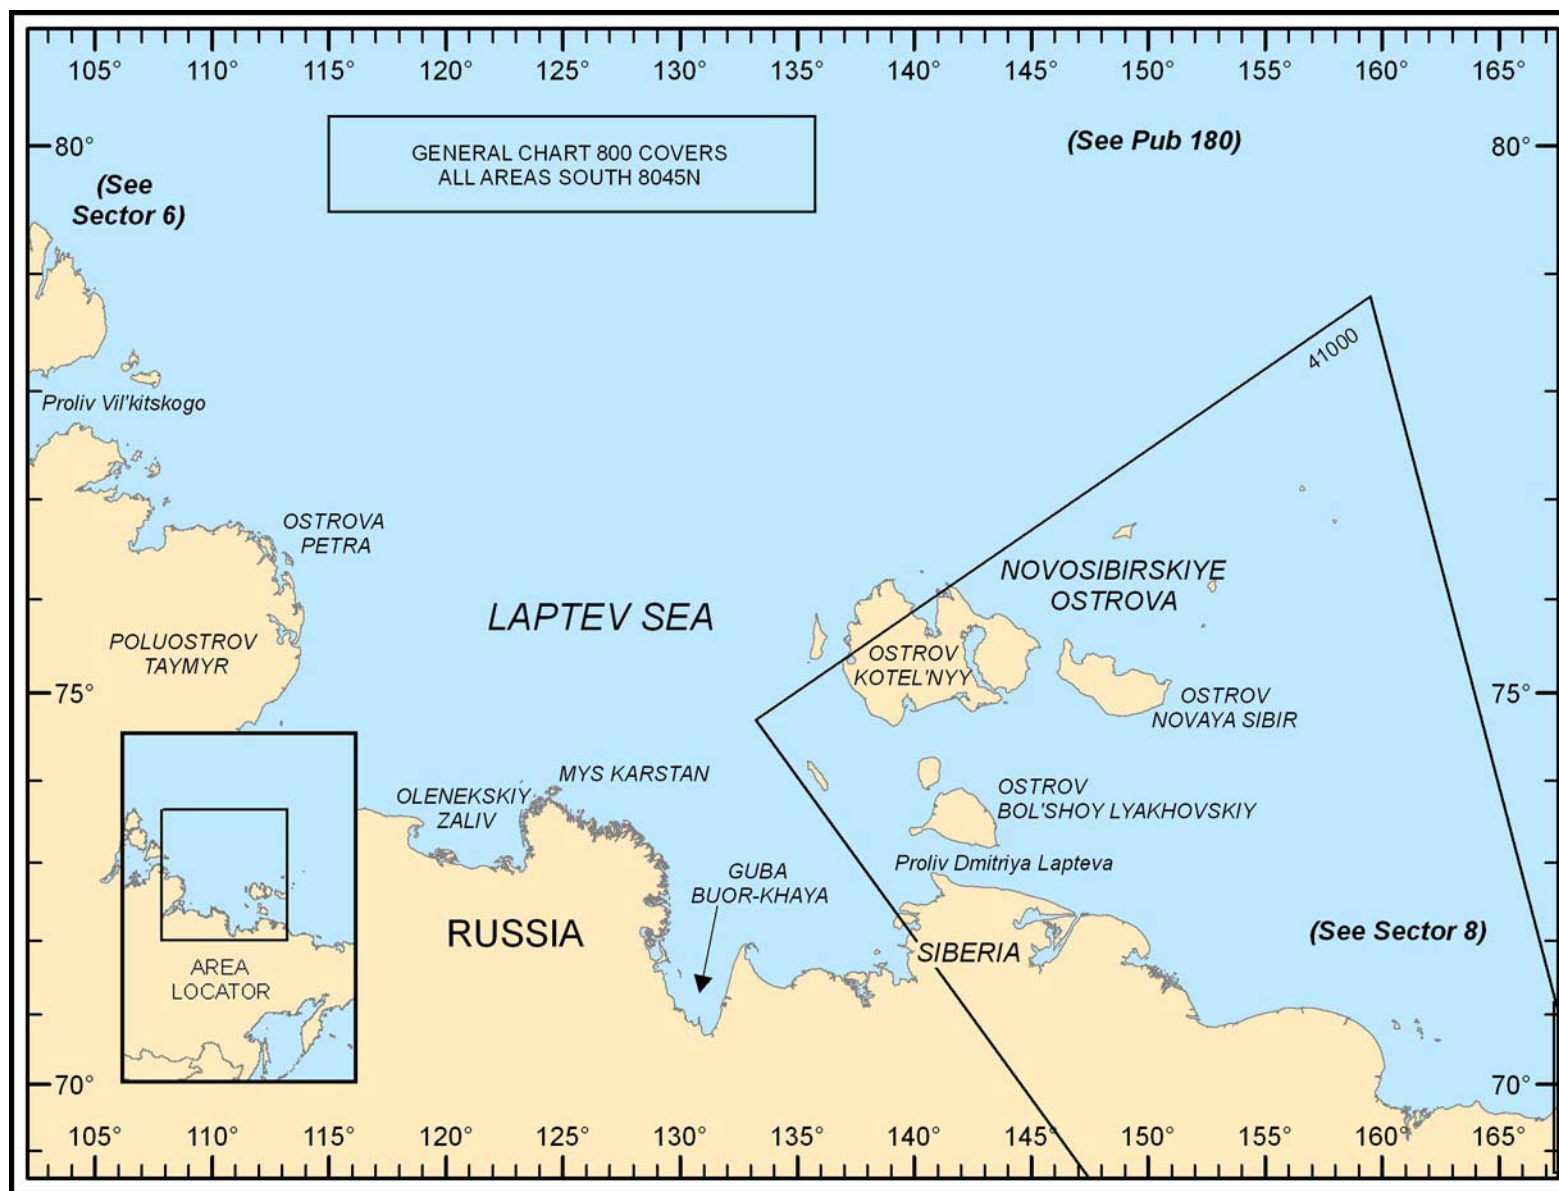 105° 110° 115° 120° 125° 130° 135° 140° 145° 150° 155° 160° 165°
80°
(See Pub 180)
80°
GENERAL CHART 800 COVERS
ALL AREAS SOUTH 8045N
(See
Sector 6)
41000
Proliv Vil'kitskogo
OSTROVA
PETRA
NOVOSIBIRSKIYE
OSTROVA
LAPTEV SEA
POLUOSTROV
TAYMYR
OSTROV
KOTEL'NYY
75°
75°
OSTROV
NOVAYA SIBIR
MYS KARSTAN
OLENEKSKIY
ZALIV
OSTROV
BOL'SHOY LYAKHOVSKIY
Proliv Dmitriya Lapteva
GUBA
BUOR-KHAYA
RUSSIA
SIBERIA
(See Sector 8)
AREA
LOCATOR
70°
70°
105° 110° 115° 120° 125° 130° 135° 140° 145° 150° 155° 160° 165°